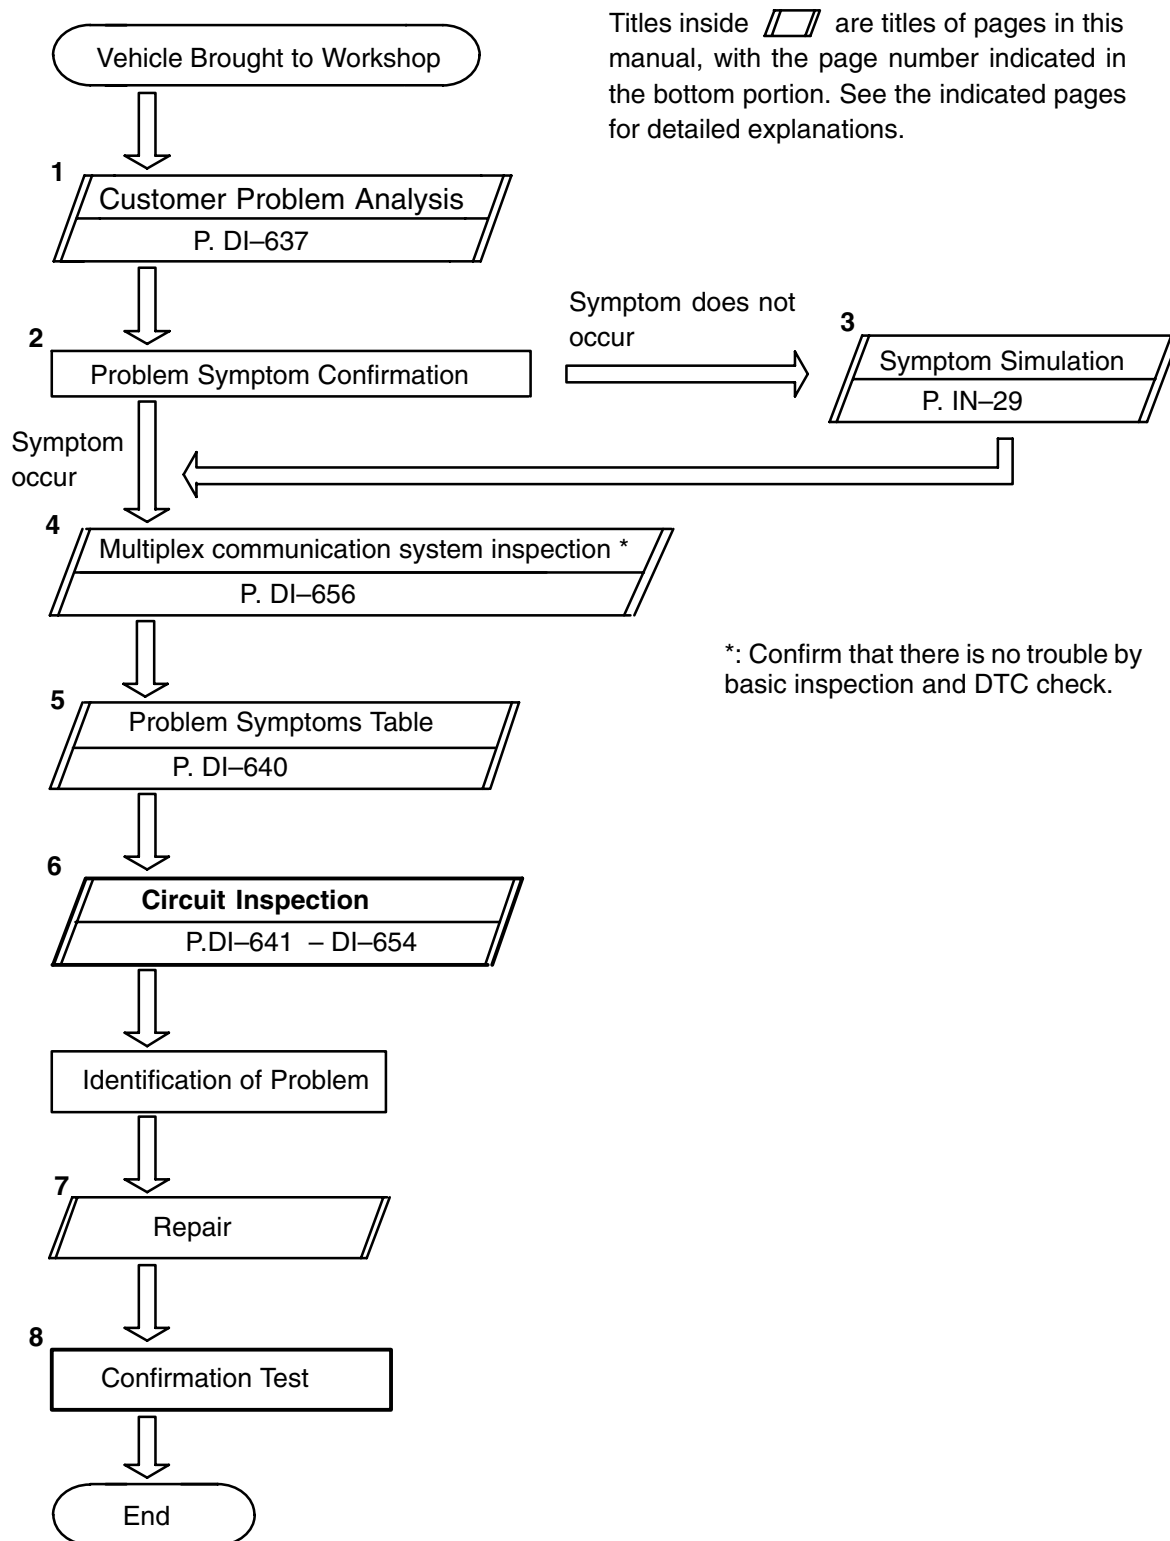 Titles inside are titles of pages in this
manual, with the page number indicated in
the bottom portion. See the indicated pages
for detailed explanations.
Vehicle Brought to Workshop
1
Customer Problem Analysis
P. DI–637
2
Problem Symptom Confirmation
Symptom does not
occur
3
Symptom Simulation
P. IN–29
Symptom
occur
4
Multiplex communication system inspection *
P. DI–656
*: Confirm that there is no trouble by
basic inspection and DTC check.
5
Problem Symptoms Table
P. DI–640
6
Circuit Inspection
P.DI–641 – DI–654
Identification of Problem
7
Repair
8
Confirmation Test
End